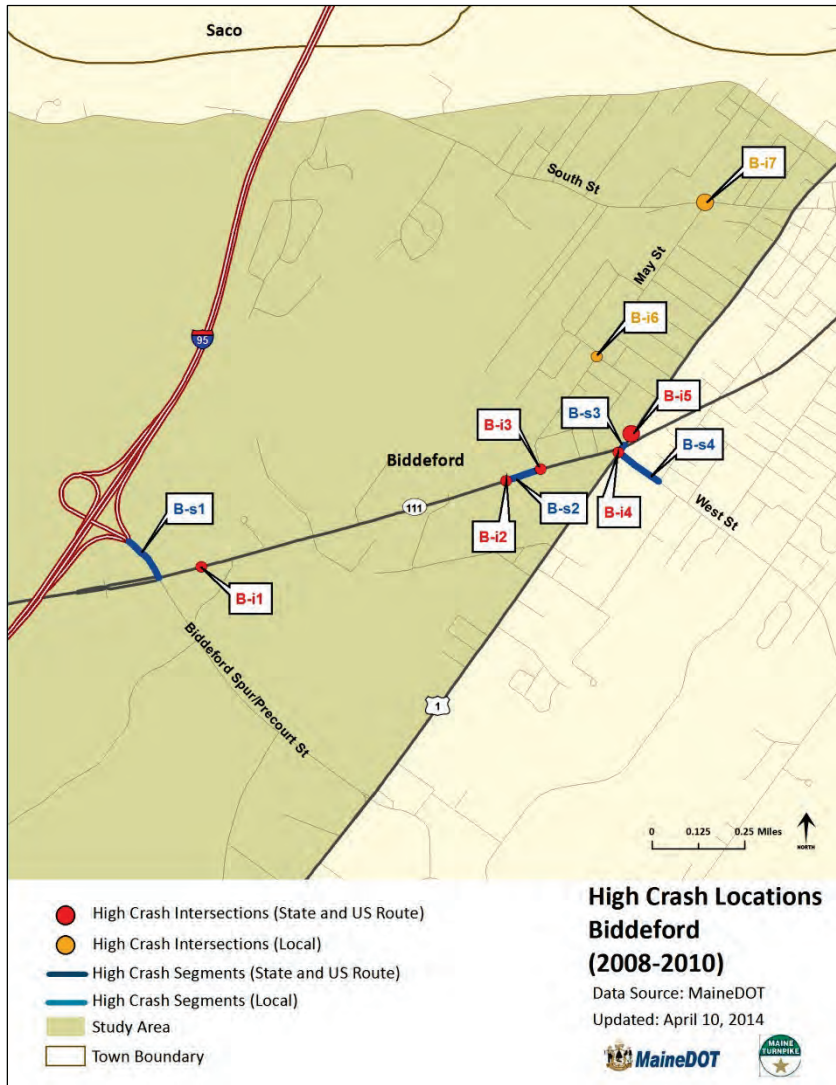 Saco
South St
B-i7
May St
B-i6
95
B-s3
B-i5
B-i3
Biddeford
B-s4
B-s1
111
B-s2
B-i2
B-i4
West St
B-i1
Biddeford Spur/Precourt St
1
0 0.125 0.25 Miles
NORTH
High Crash Intersections (State and US Route)
High Crash Intersections (Local)
High Crash Segments (State and US Route)
High Crash Segments (Local)
Study Area
Town Boundary
High Crash Locations
Biddeford
(2008-2010)
Data Source: MaineDOT
Updated: April 10, 2014
MaineDOT
MAINE
TURNPIKE